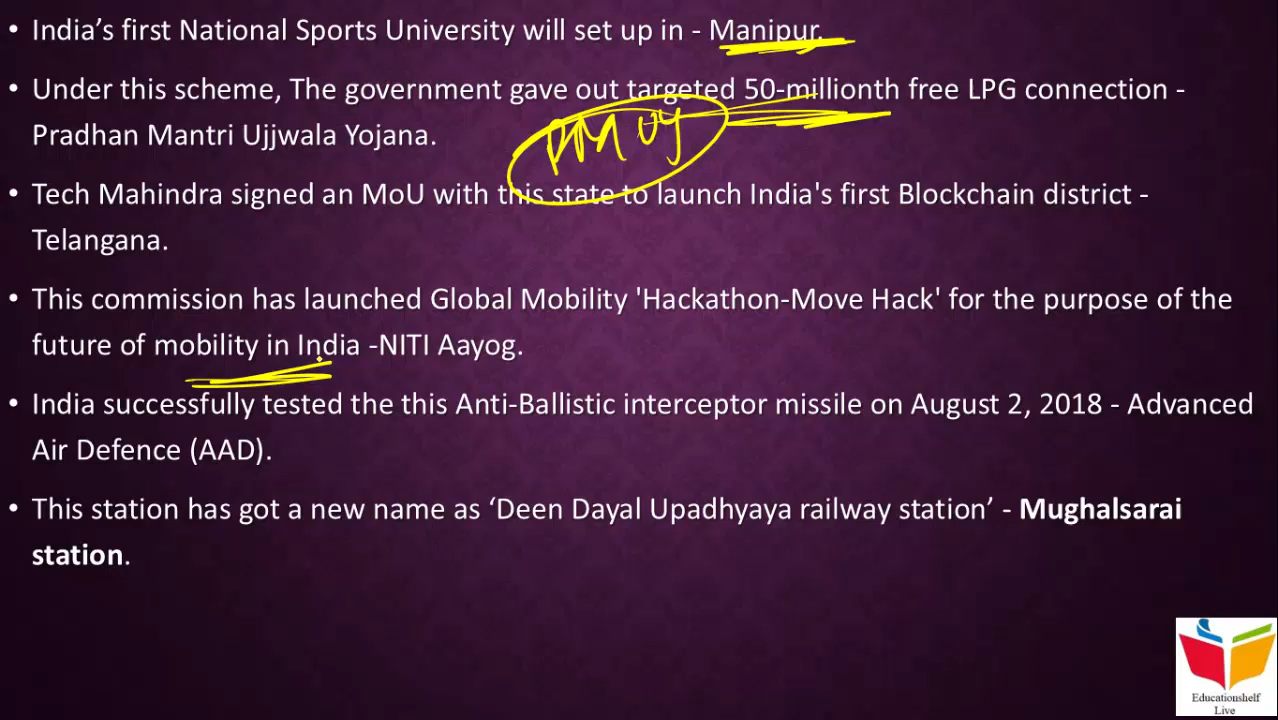 • India’s first National Sports University will set up in - Manipur.
• Under this scheme, The government gave out targeted 50-millionth free LPG connection -
Pradhan Mantri Ujjwala Yojana.
PMUY
• Tech Mahindra signed an MoU with this state to launch India's first Blockchain district -
Telangana.
• This commission has launched Global Mobility 'Hackathon-Move Hack' for the purpose of the
future of mobility in India -NITI Aayog.
• India successfully tested the this Anti-Ballistic interceptor missile on August 2, 2018 - Advanced
Air Defence (AAD).
• This station has got a new name as ‘Deen Dayal Upadhyaya railway station’ - Mughalsarai
station.
Educationshelf
Live